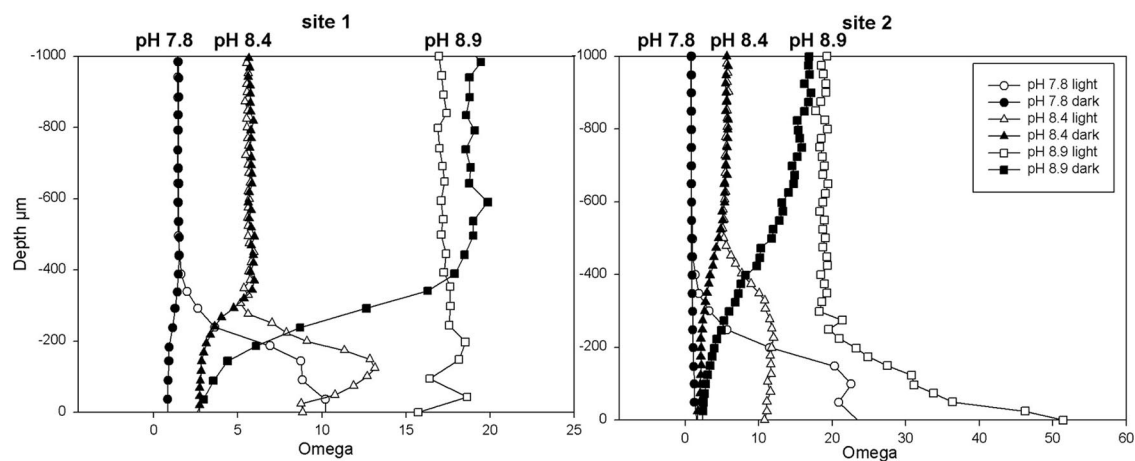 site 1
pH 7.8 pH 8.4 pH 8.9
-1000
-800
-600
-400
-200
0
Depth µm
0 5 10 15 20 25
Omega
site 2
pH 7.8 pH 8.4 pH 8.9
-1000
-800
-600
-400
-200
0
0 10 20 30 40 50 60
Omega
pH 7.8 light
pH 7.8 dark
pH 8.4 light
pH 8.4 dark
pH 8.9 light
pH 8.9 dark